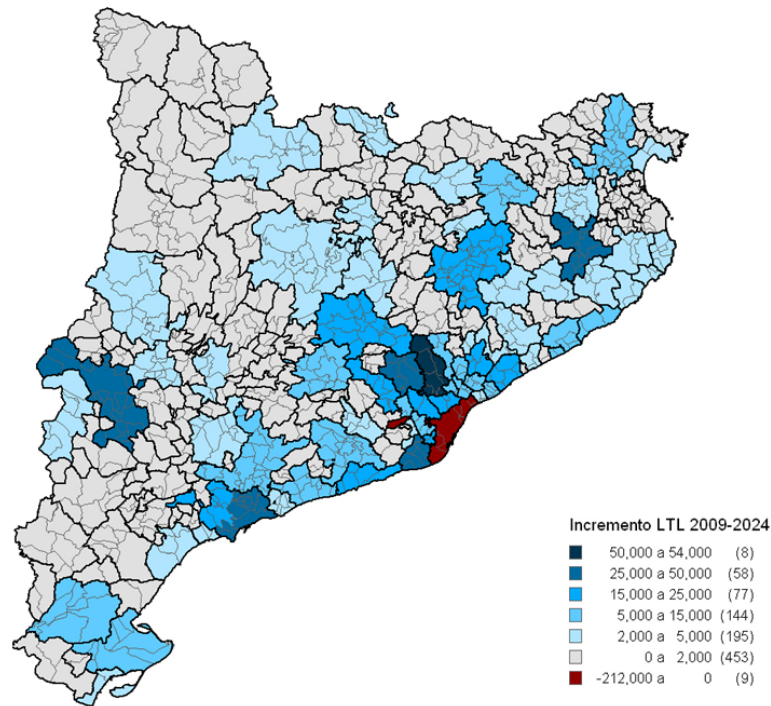 Incremento LTL 2009-2024
50,000 a 54,000 (8)
25,000 a 50,000 (58)
15,000 a 25,000 (77)
5,000 a 15,000 (144)
2,000 a 5,000 (195)
0 a 2,000 (453)
-212,000 a 0 (9)